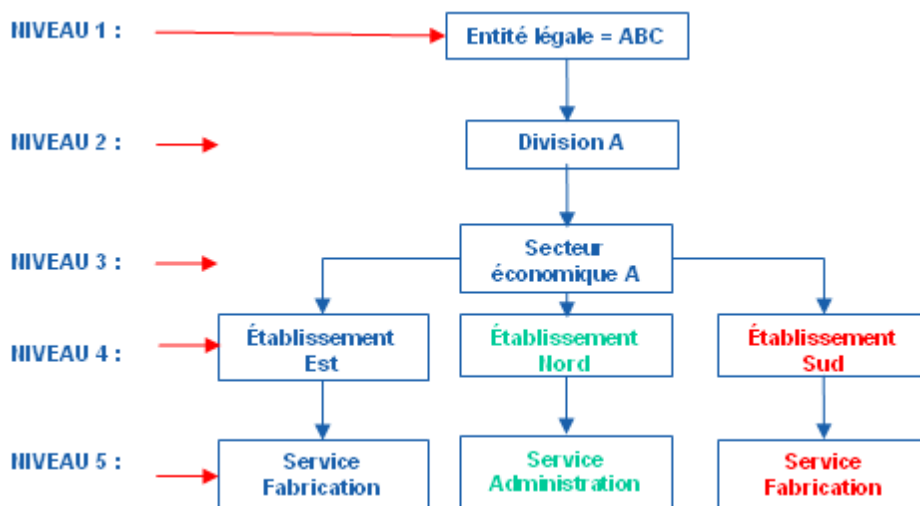 NIVEAU 1 :
Entité légale = ABC
NIVEAU 2 :
Division A
NIVEAU 3 :
Secteur
économique A
NIVEAU 4 :
Établissement
Est
Établissement
Nord
Établissement
Sud
NIVEAU 5 :
Service
Fabrication
Service
Administration
Service
Fabrication